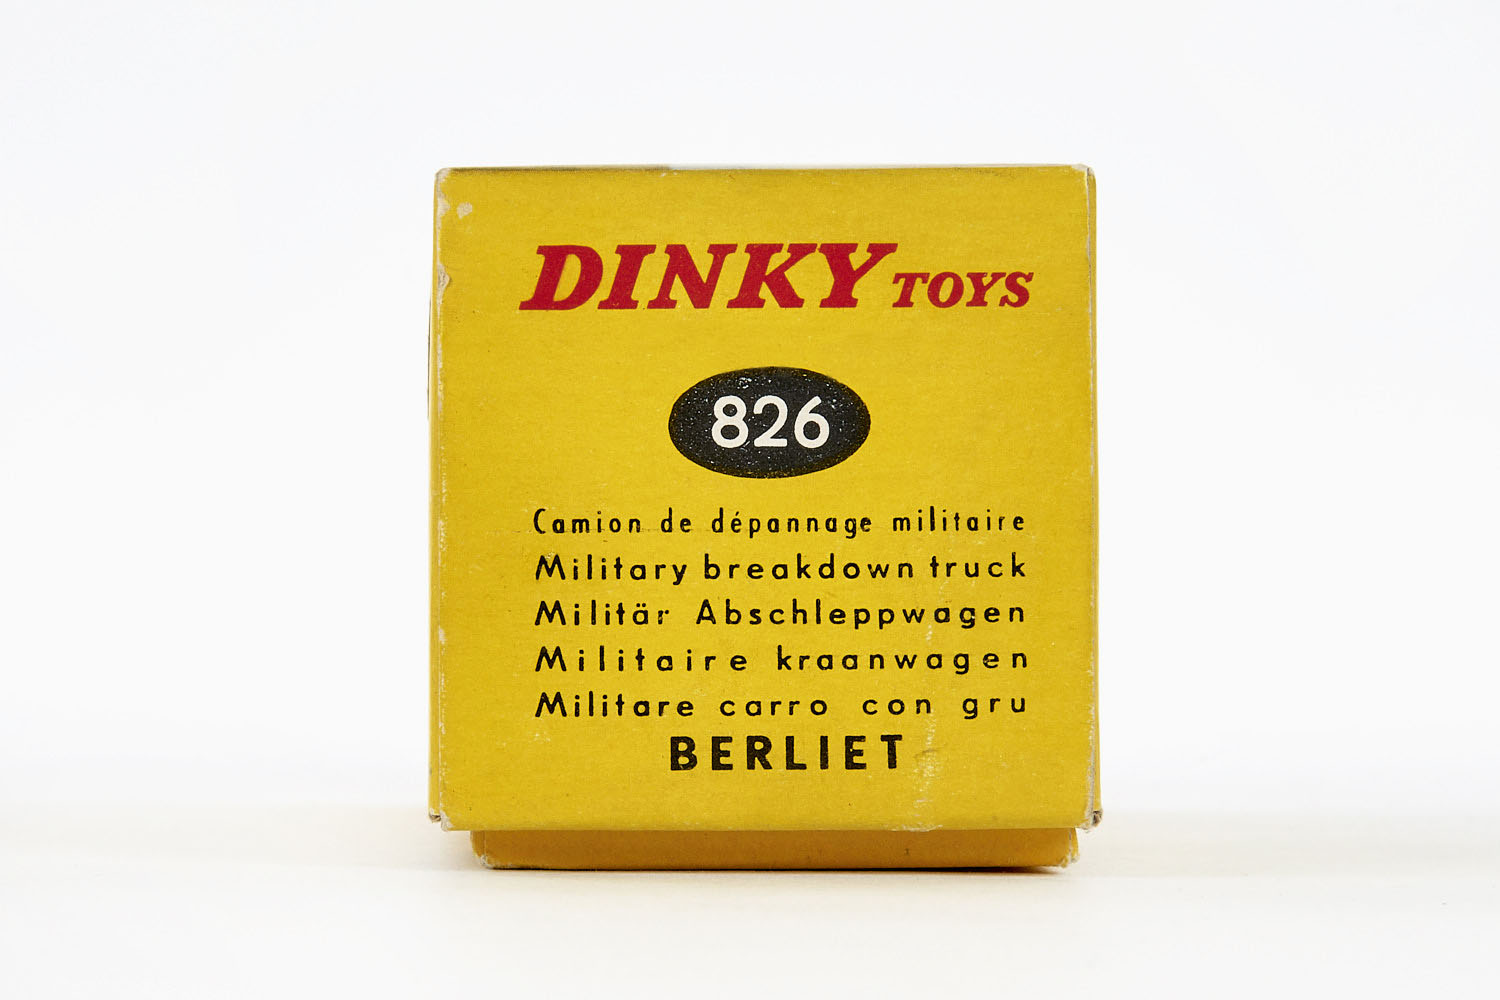 DINKY TOYS
826
Camion de dépannage militaire
Military breakdown truck
Militär Abschleppwagen
Militaire kraanwagen
Militare carro con gru
BERLIET